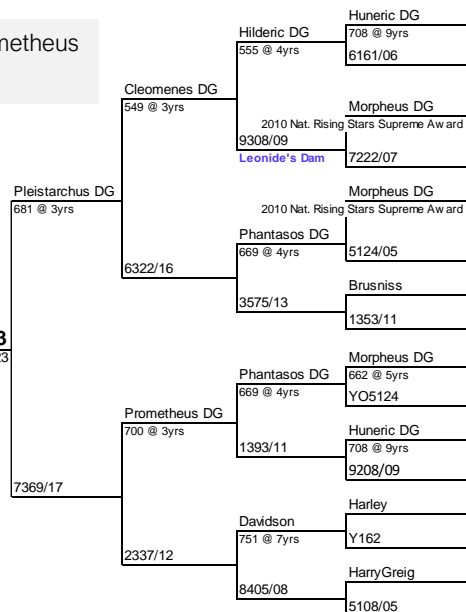 netheus
Huneric DG
Hilderic DG
708 @ 9yrs
555 @ 4yrs
6161/06
Cleomenes DG
549 @ 3yrs
Morpheus DG
2010 Nat. Rising Stars Supreme Award
9308/09
Leonide's Dam
7222/07
Pleistarchus DG
681 @ 3yrs
Morpheus DG
2010 Nat. Rising Stars Supreme Award
Phantasos DG
669 @ 4yrs
5124/05
6322/16
Brusniss
3575/13
1353/11
3
23
Morpheus DG
Phantasos DG
662 @ 5yrs
669 @ 4yrs
YO5124
Prometheus DG
700 @ 3yrs
Huneric DG
1393/11
708 @ 9yrs
9208/09
7369/17
Harley
Davidson
751 @ 7yrs
Y162
2337/12
HarryGreig
8405/08
5108/05